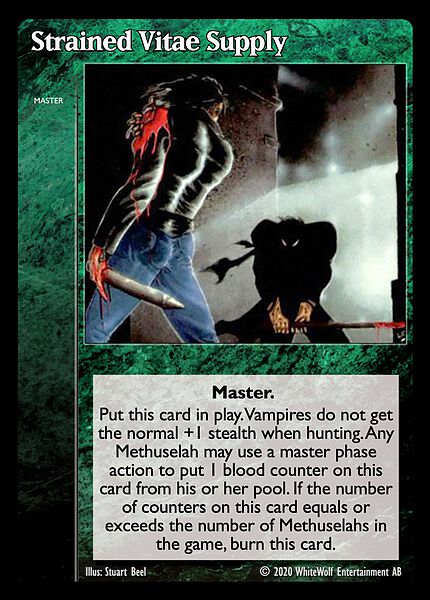 Strained Vitae Supply
MASTER
Master.
Put this card in play. Vampires do not get
the normal +1 stealth when hunting. Any
Methuselah may use a master phase
action to put 1 blood counter on this
card from his or her pool. If the number
of counters on this card equals or
exceeds the number of Methuselahs in
the game, burn this card.
Illus: Stuart Beel
© 2020 WhiteWolf Entertainment AB